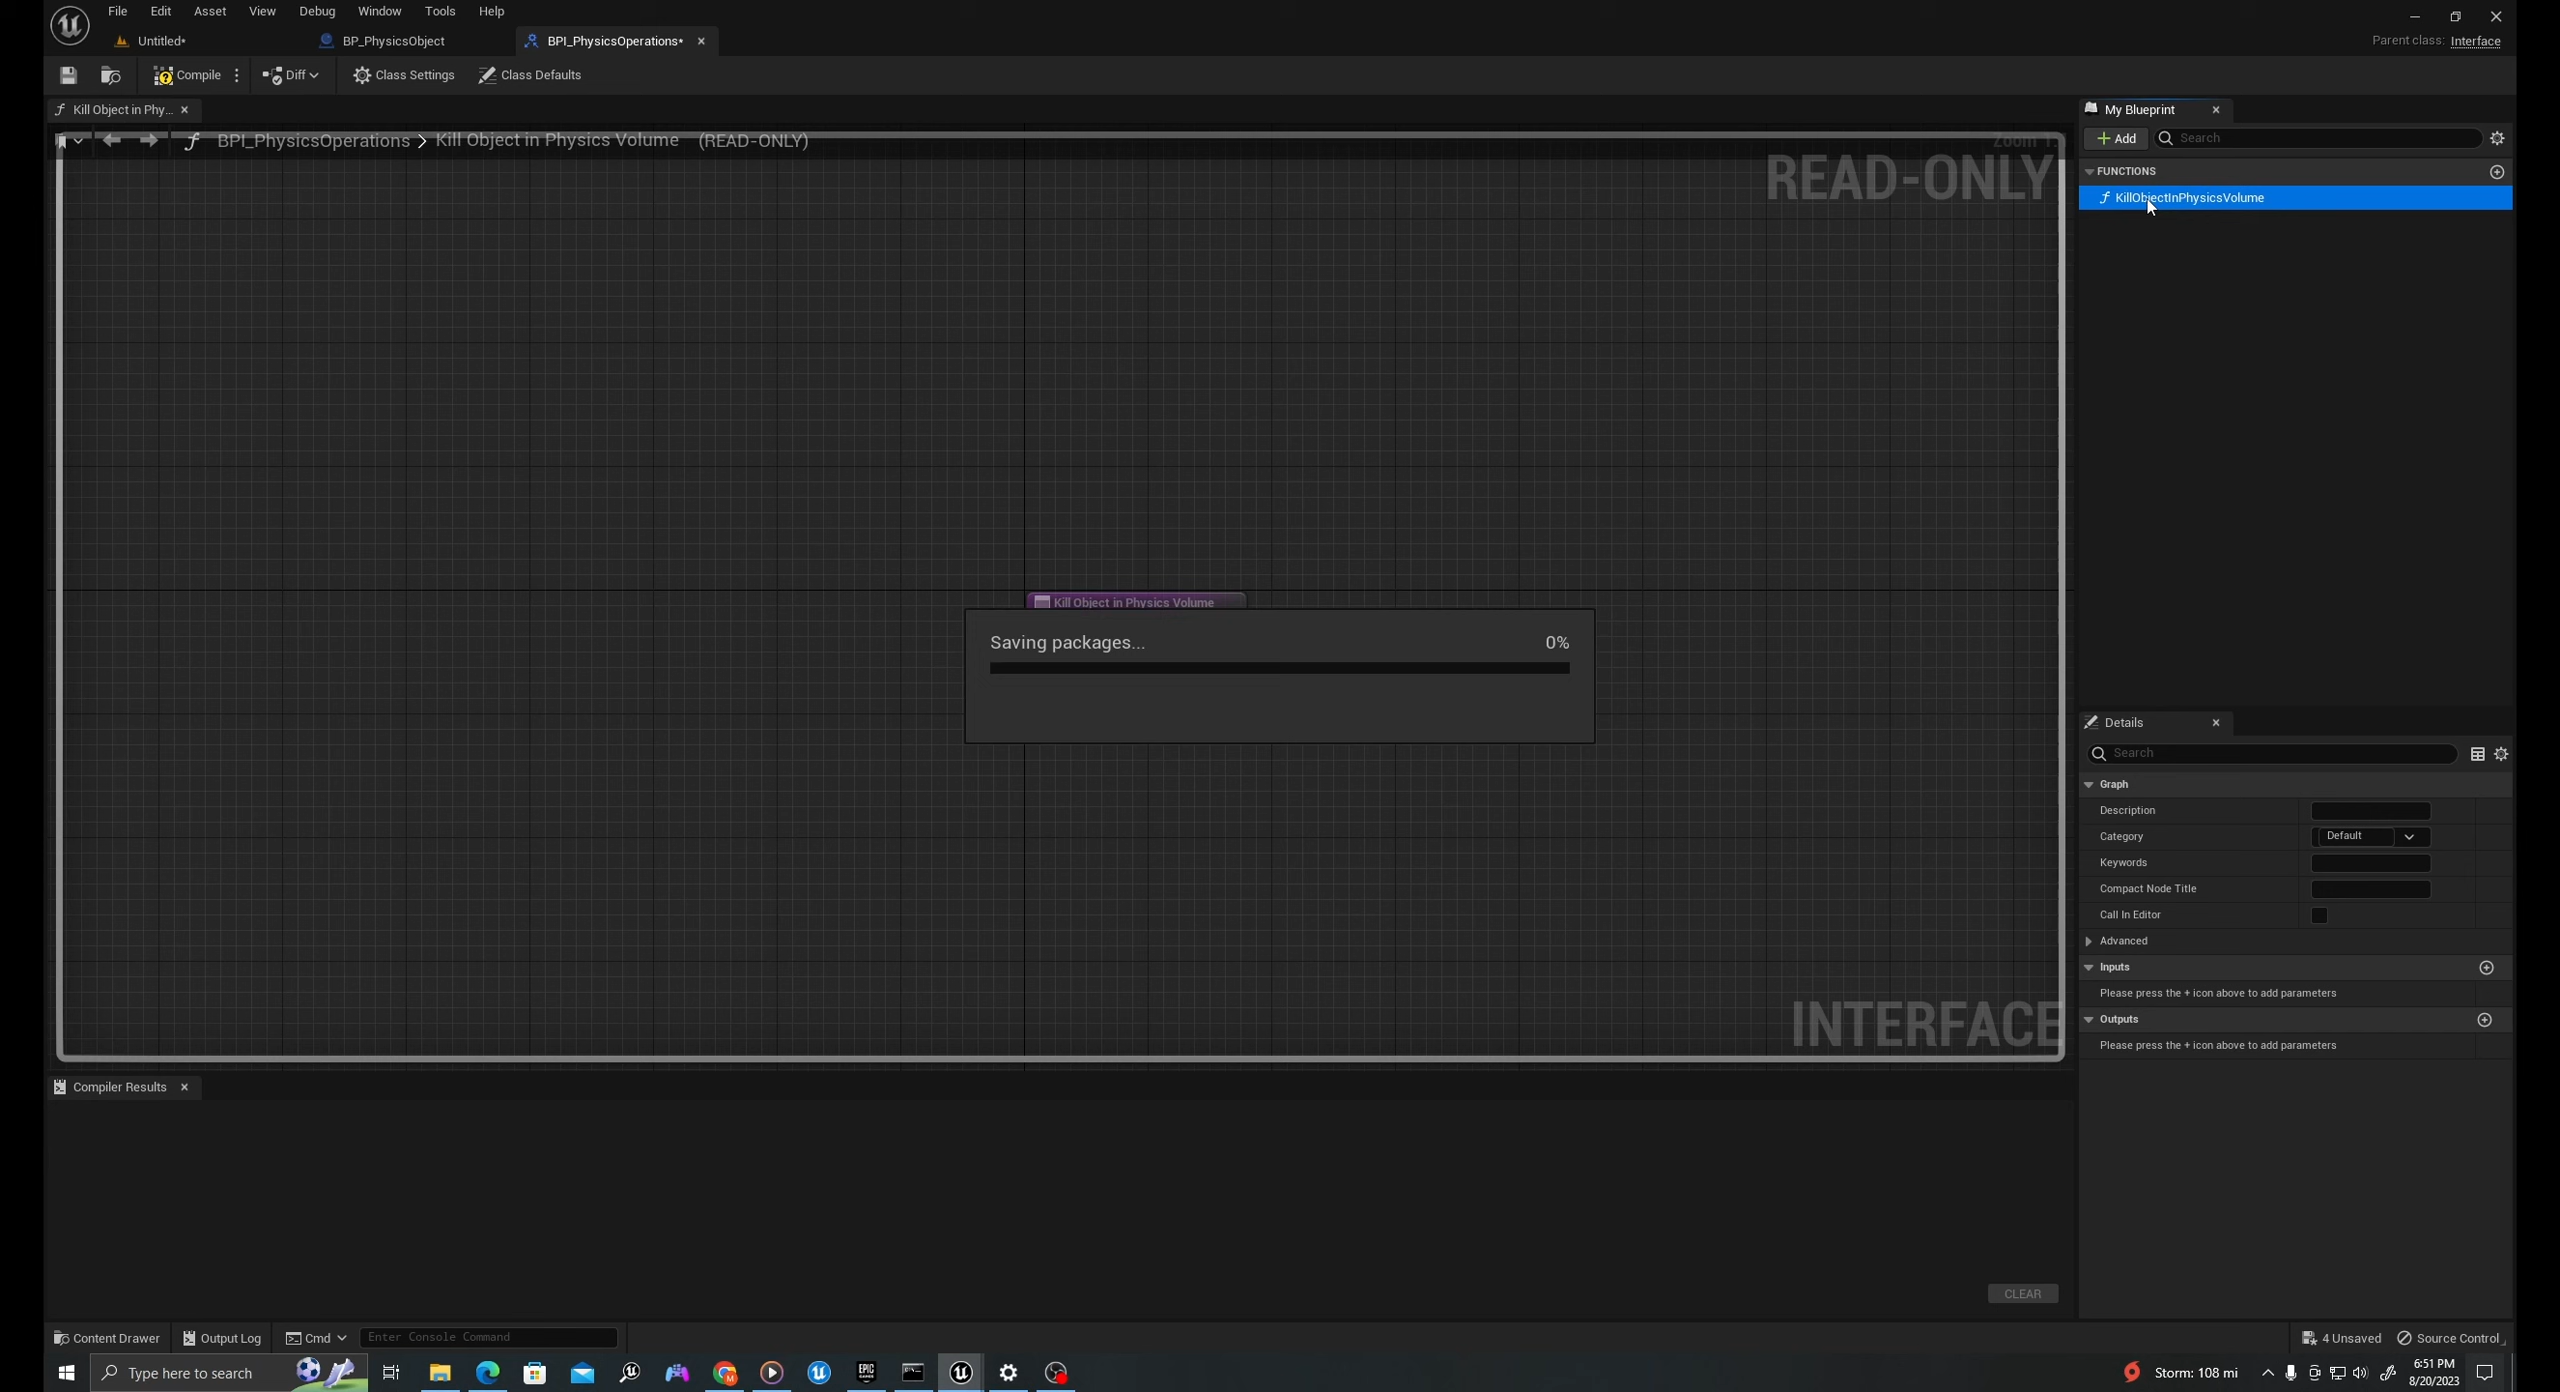 File Edit Asset View Debug Window Tools Help
Untitled* BP_PhysicsObject BPI_PhysicsOperations*
Parent class: Interface
Compile Diff Class Settings Class Defaults
Kill Object in Phy...
My Blueprint
BPI_PhysicsOperations > Kill Object in Physics Volume (READ-ONLY)
Add Search
READ-ONLY
FUNCTIONS
KillObjectInPhysicsVolume
Kill Object in Physics Volume
Saving packages... 0%
Details
Search
Graph
Description
Category Default
Keywords
Compact Node Title
Call In Editor
Advanced
Inputs
Please press the + icon above to add parameters
Outputs
Please press the + icon above to add parameters
INTERFACE
Compiler Results
CLEAR
Content Drawer Output Log Cmd Enter Console Command
4 Unsaved Source Control
Type here to search
EPIC GAMES
Storm: 108 mi
6:51 PM
8/20/2023